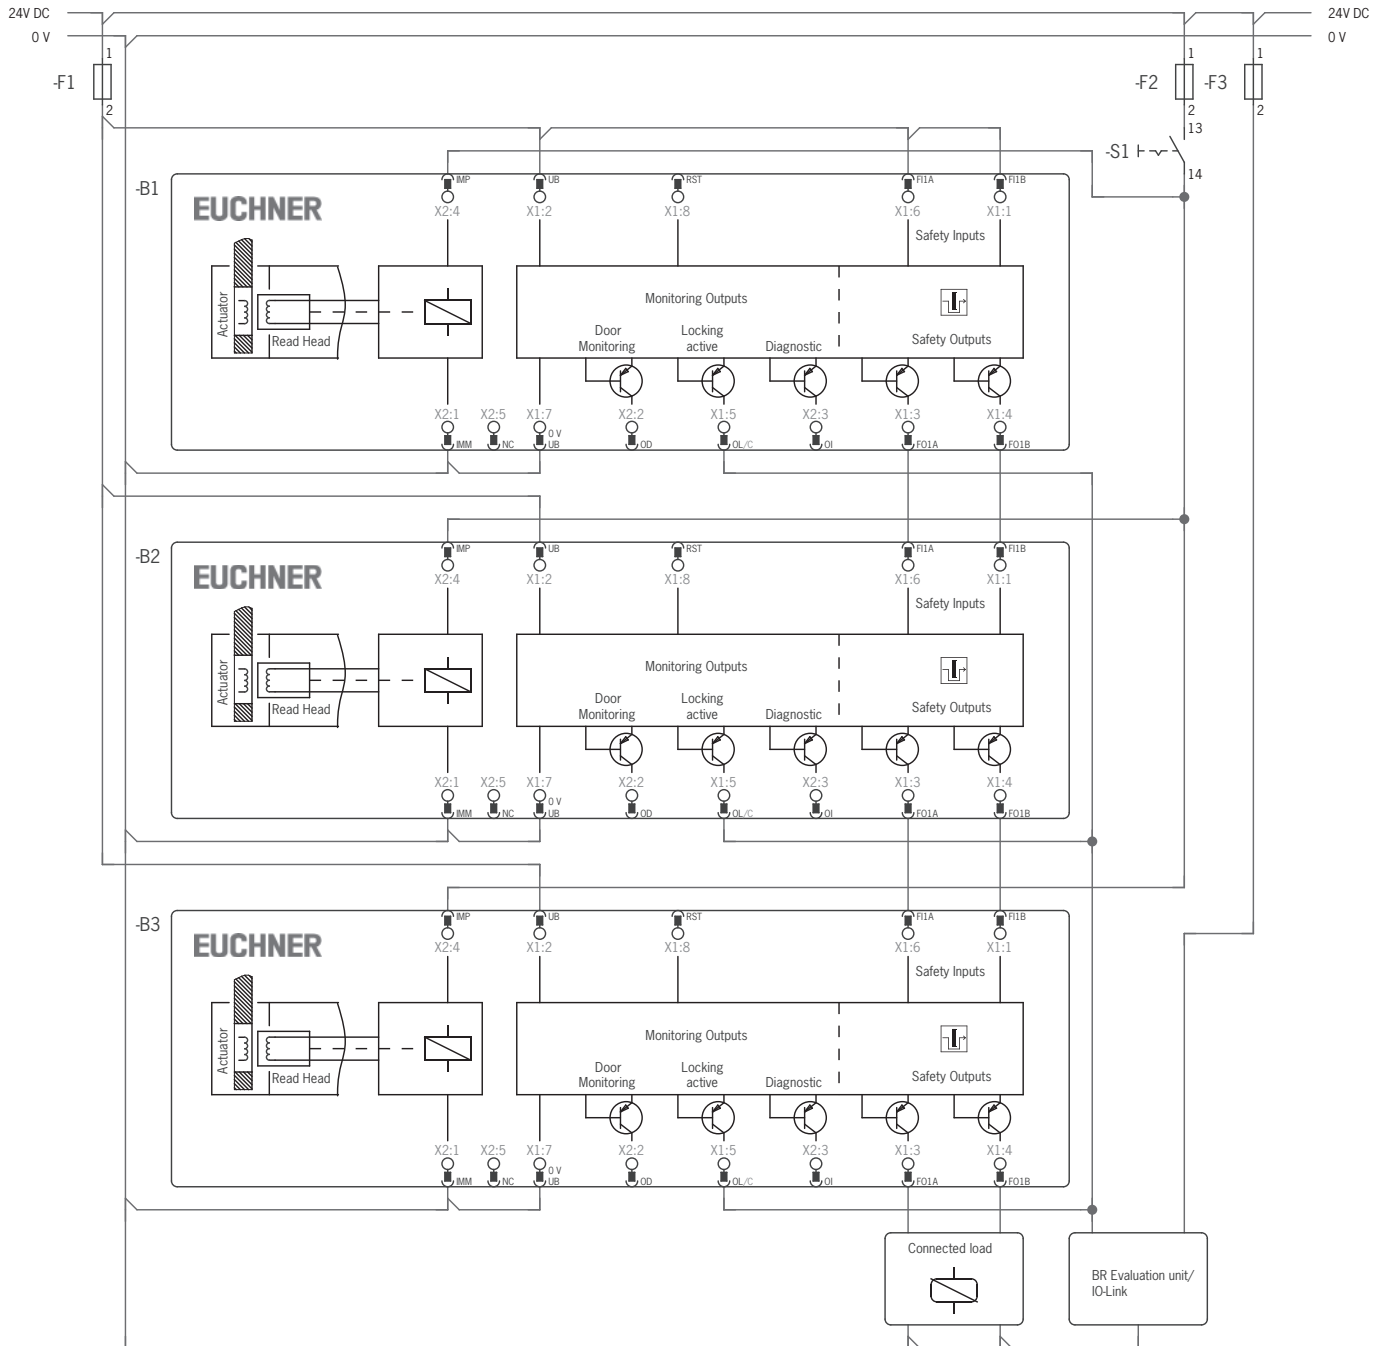 24V DC 24V DC
0 V 0 V
1 1 1
-F1 -F2 -F3
2 2 2
13
-S1
14
-B1
IMP UB RST FI1A FI1B
EUCHNER
X2:4 X1:2 X1:8 X1:6 X1:1
Safety Inputs
Actuator
Read Head
Monitoring Outputs
Door Monitoring
Locking active
Diagnostic
Safety Outputs
X2:1 X2:5 X1:7 X2:2 X1:5 X2:3 X1:3 X1:4
0 V
IMM NC UB OD OL/C OI FO1A FO1B
-B2
IMP UB RST FI1A FI1B
EUCHNER
X2:4 X1:2 X1:8 X1:6 X1:1
Safety Inputs
Actuator
Read Head
Monitoring Outputs
Door Monitoring
Locking active
Diagnostic
Safety Outputs
X2:1 X2:5 X1:7 X2:2 X1:5 X2:3 X1:3 X1:4
0 V
IMM NC UB OD OL/C OI FO1A FO1B
-B3
IMP UB RST FI1A FI1B
EUCHNER
X2:4 X1:2 X1:8 X1:6 X1:1
Safety Inputs
Actuator
Read Head
Monitoring Outputs
Door Monitoring
Locking active
Diagnostic
Safety Outputs
X2:1 X2:5 X1:7 X2:2 X1:5 X2:3 X1:3 X1:4
0 V
IMM NC UB OD OL/C OI FO1A FO1B
Connected load
BR Evaluation unit/
IO-Link